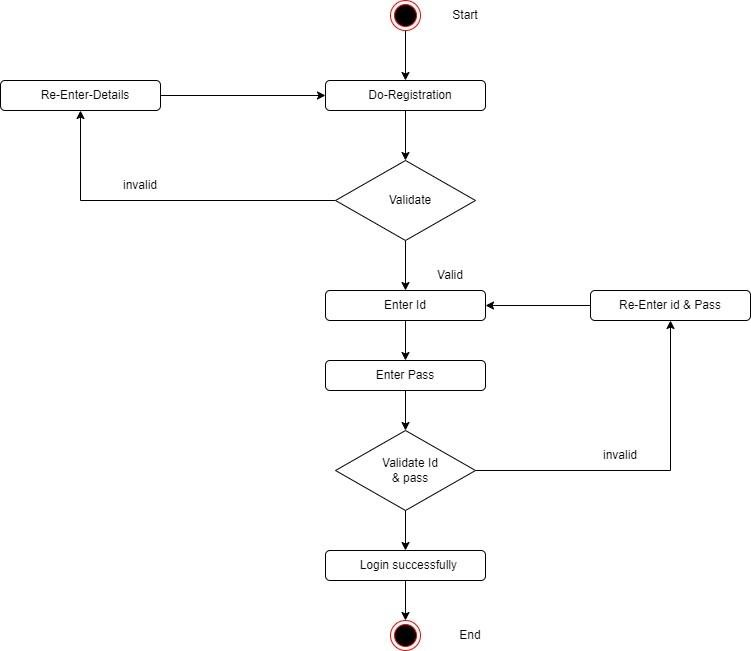 Start
Re-Enter-Details
Do-Registration
invalid
Validate
Valid
Enter Id
Re-Enter id & Pass
Enter Pass
Validate Id
& pass
invalid
Login successfully
End